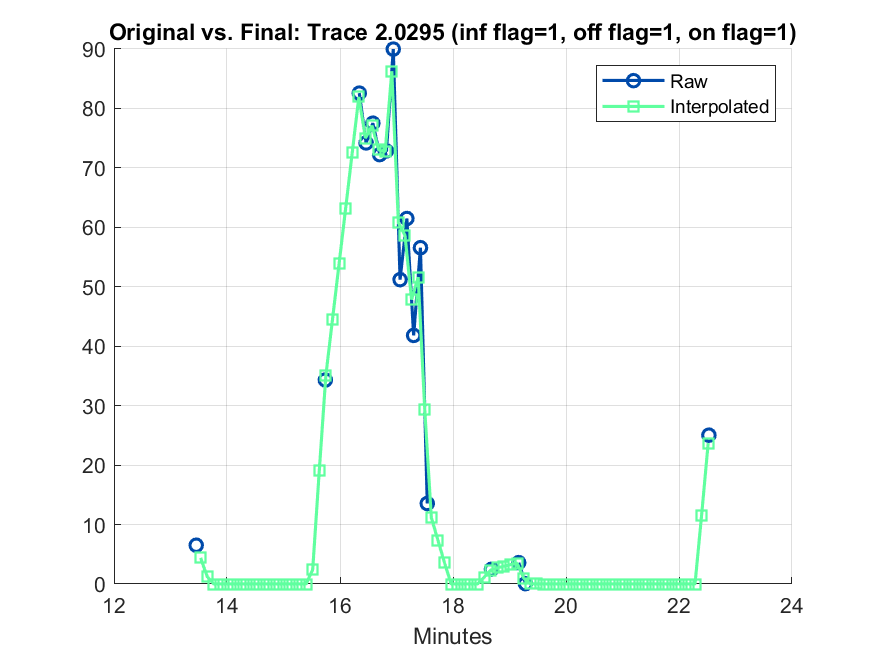 Original vs. Final: Trace 2.0295 (inf flag=1, off flag=1, on flag=1)
90
80
70
60
50
40
30
20
10
0
Raw
Interpolated
12 14 16 18 20 22 24
Minutes